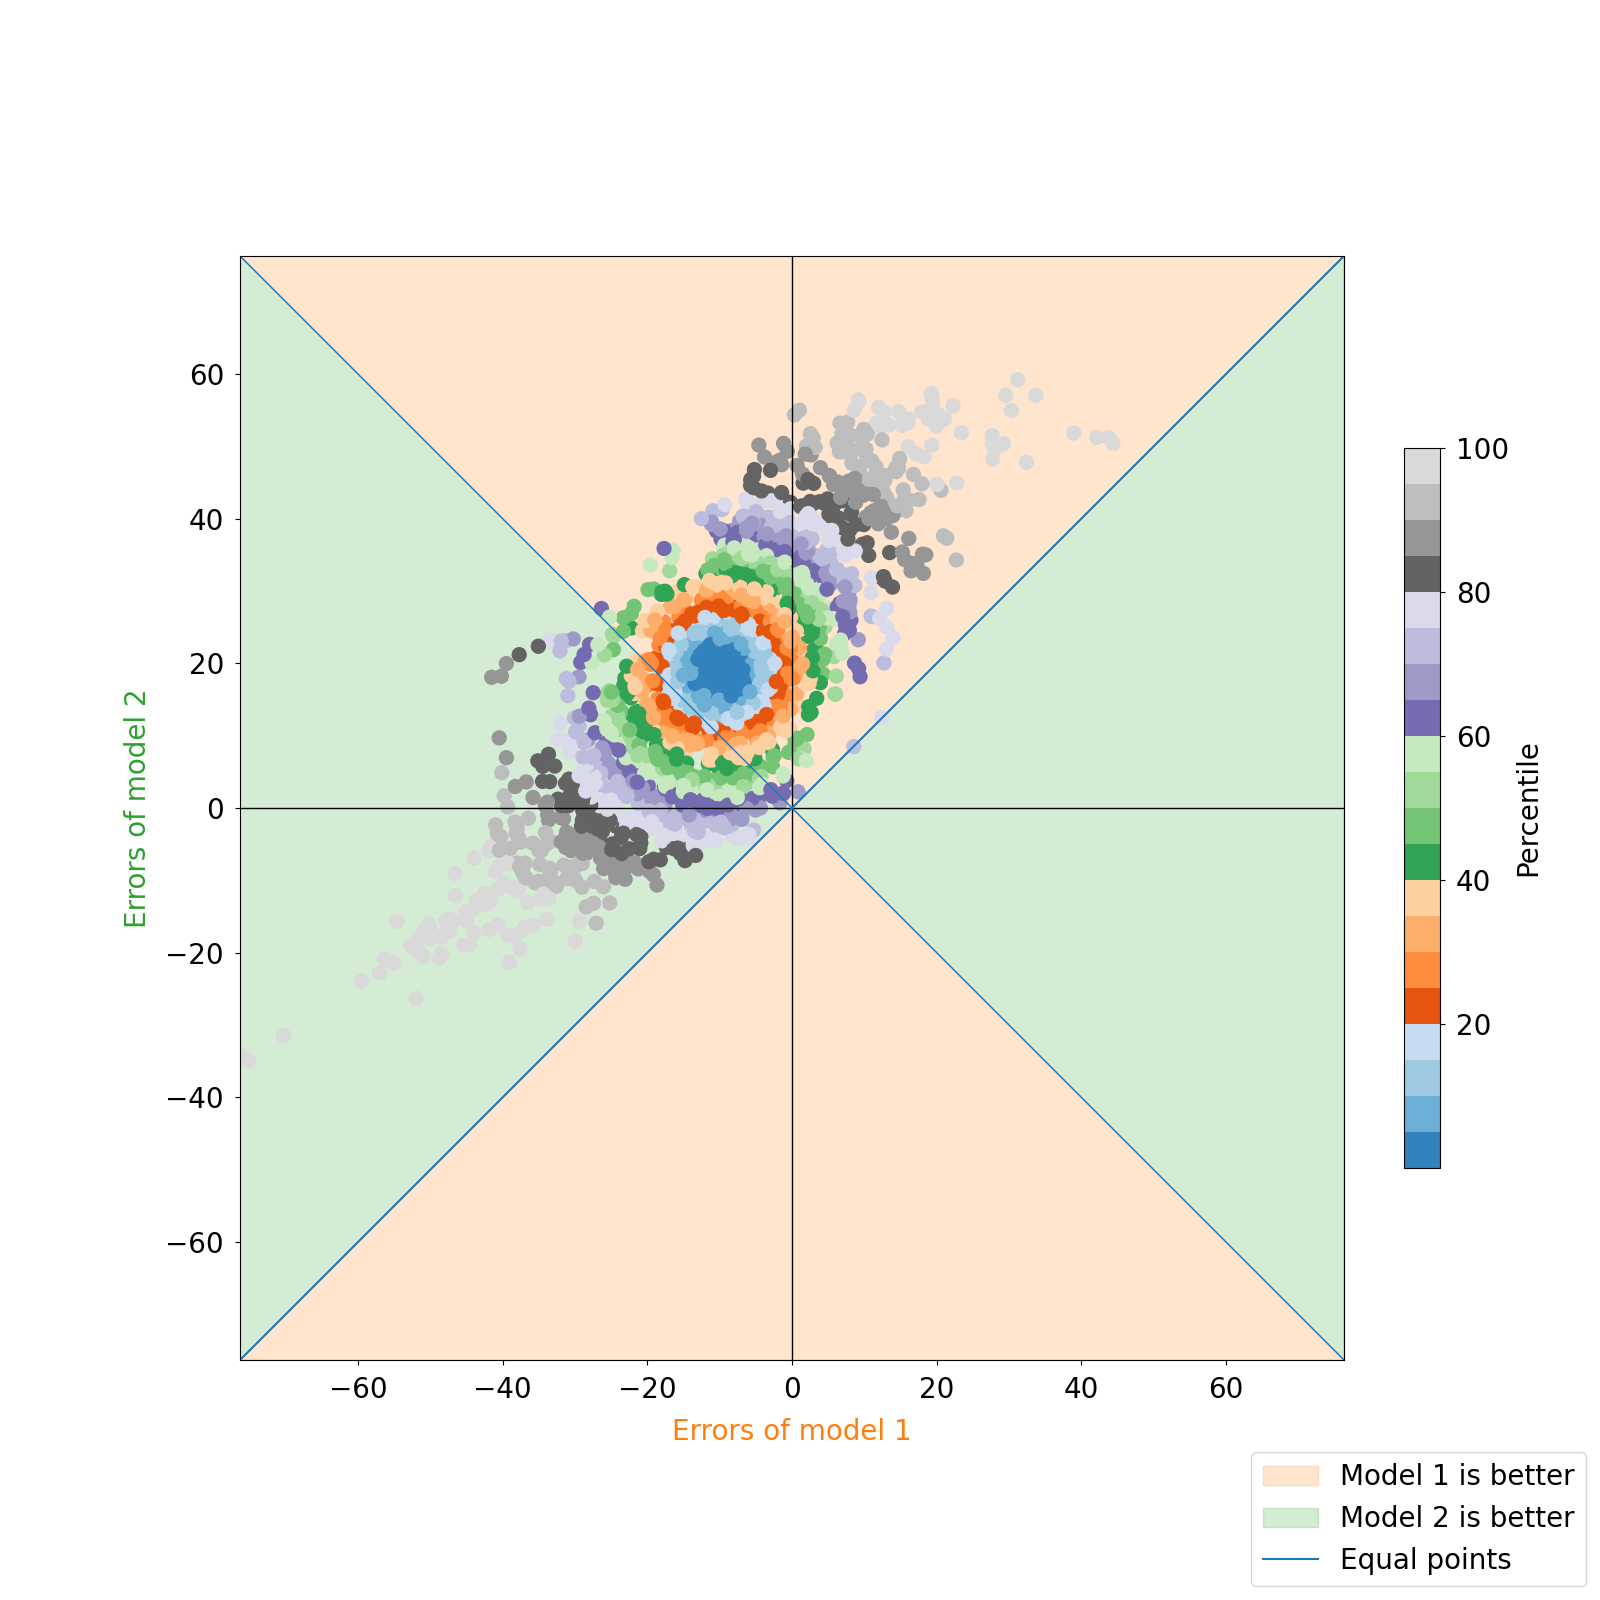 60
40
20
0
−20
−40
−60
Errors of model 2
−60 −40 −20 0 20 40 60
Errors of model 1
100
80
60
40
20
Percentile
Model 1 is better
Model 2 is better
Equal points